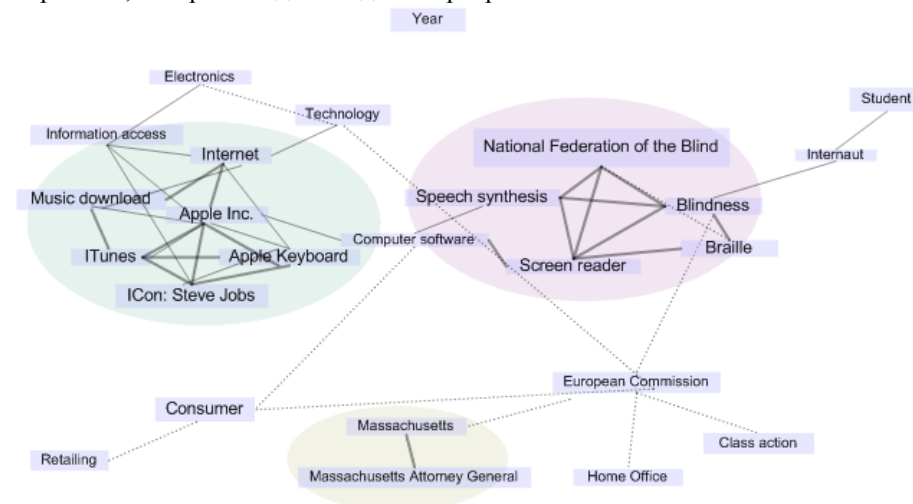 Year
Electronics
Technology
Student
Information access
Internet
National Federation of the Blind
Internaut
Music download
Speech synthesis
Blindness
Apple Inc.
Computer software
Braille
ITunes
Apple Keyboard
Screen reader
ICon: Steve Jobs
European Commission
Consumer
Massachusetts
Class action
Retailing
Massachusetts Attorney General
Home Office